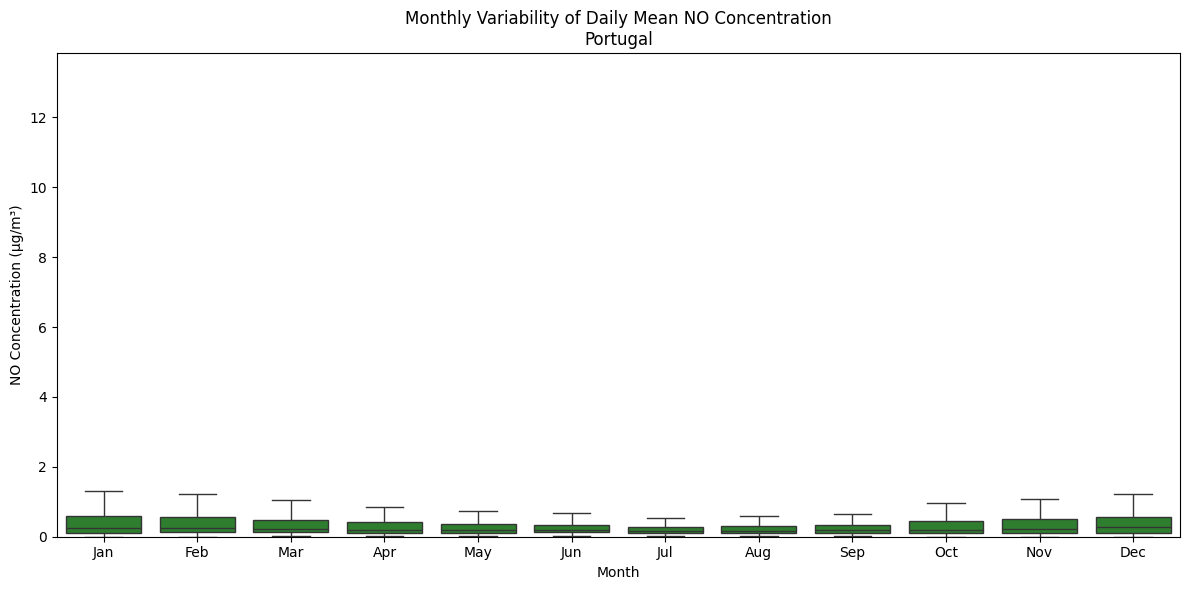 Monthly Variability of Daily Mean NO Concentration
Portugal
NO Concentration (µg/m³)
12
10
8
6
4
2
0
Jan Feb Mar Apr May Jun Jul Aug Sep Oct Nov Dec
Month